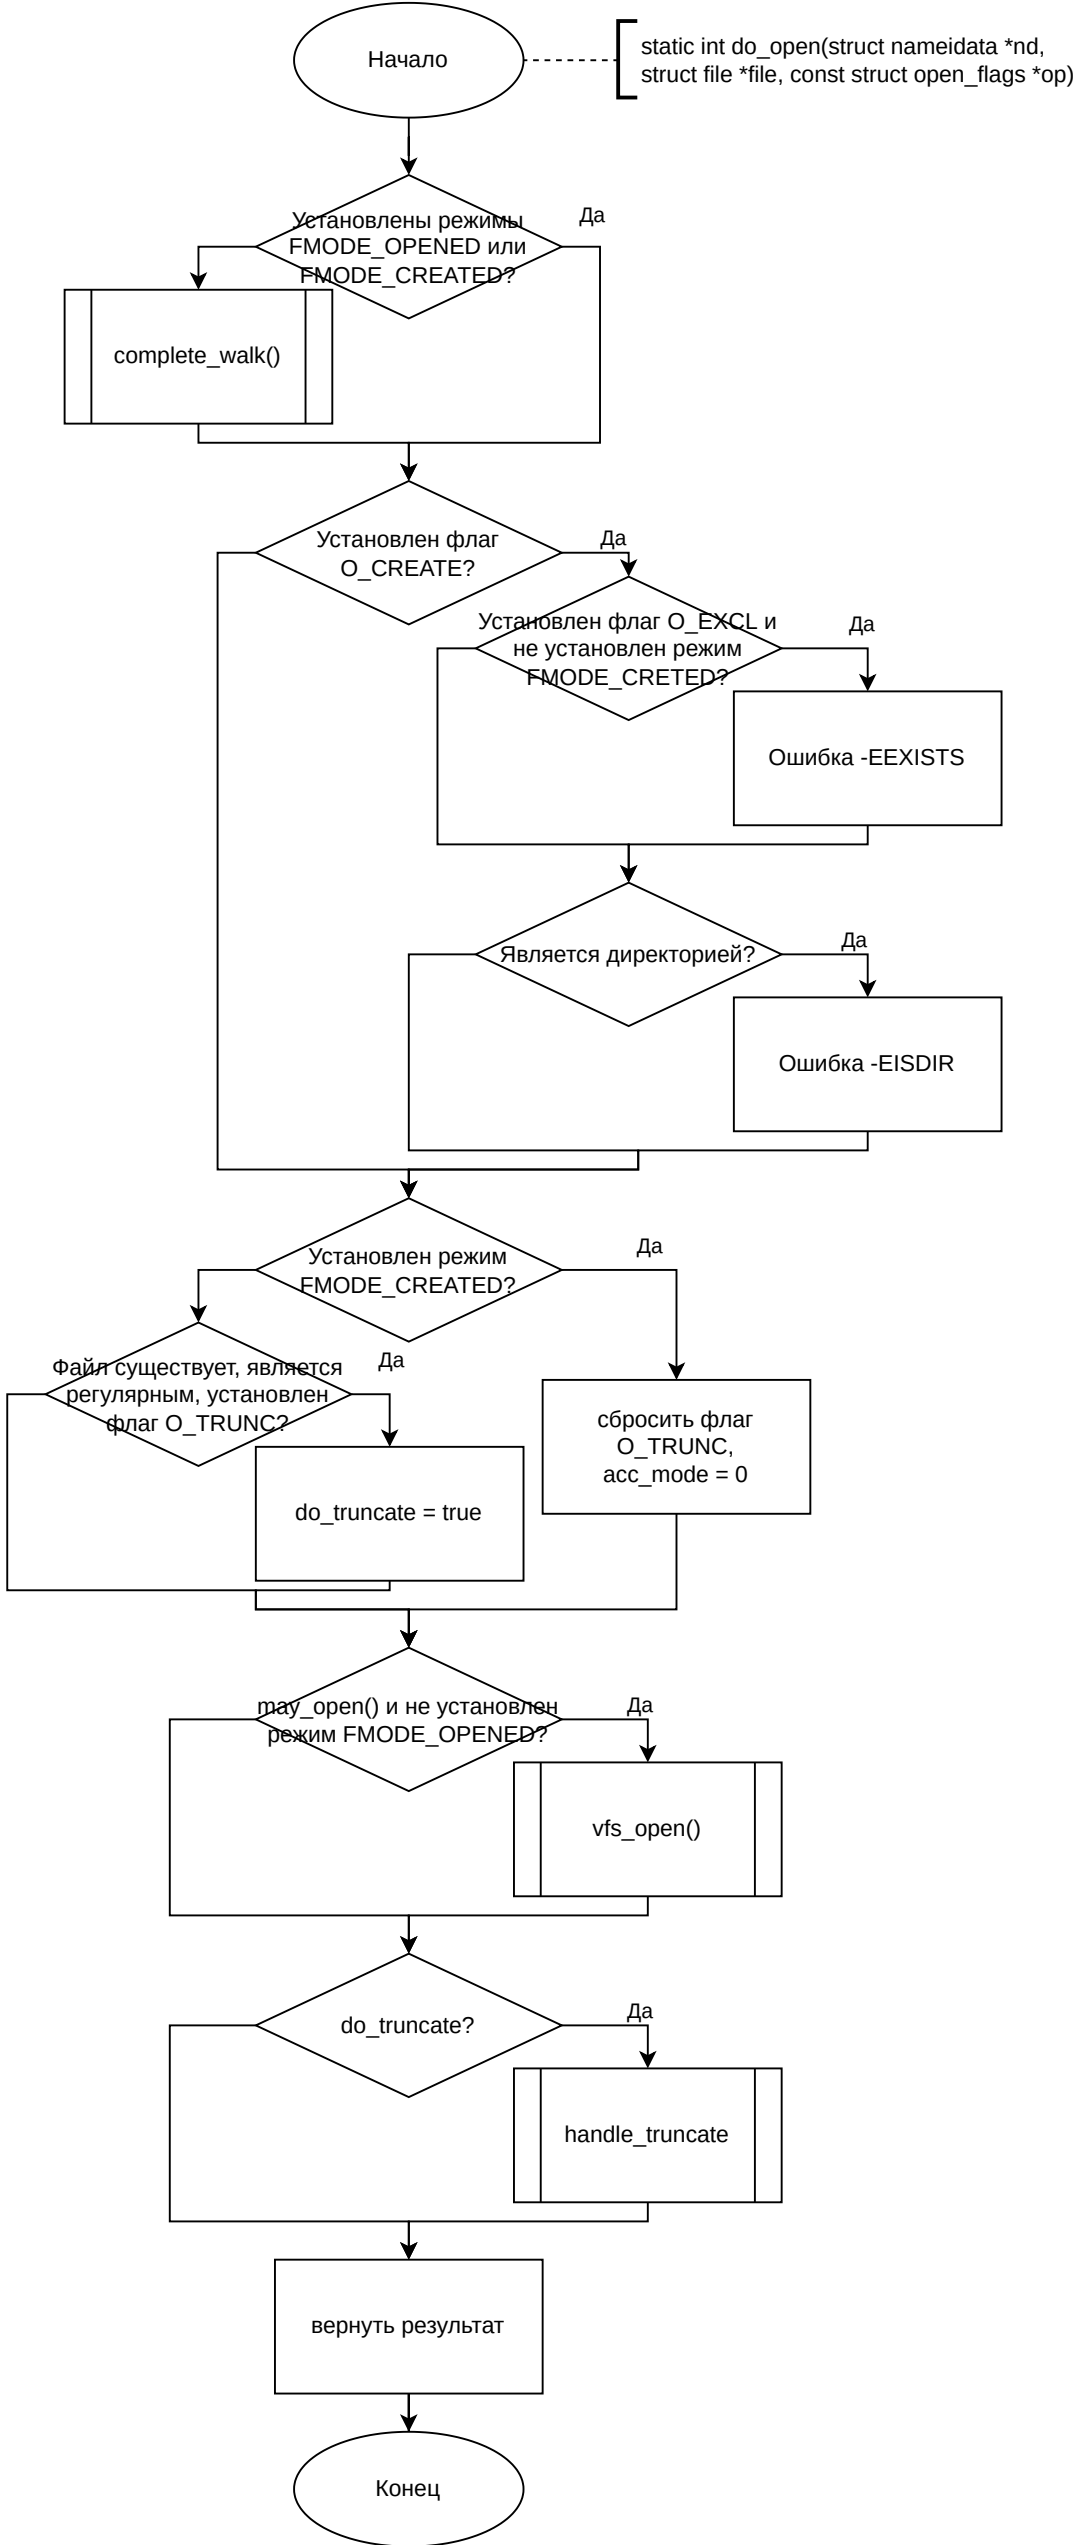 Начало
static int do_open(struct nameidata *nd,
struct file *file, const struct open_flags *op)
Установлены режимы
FMODE_OPENED или
FMODE_CREATED?
Да
complete_walk()
Установлен флаг
O_CREATE?
Да
Установлен флаг O_EXCL и
не установлен режим
FMODE_CRETED?
Да
Ошибка -EEXISTS
Является директорией?
Да
Ошибка -EISDIR
Установлен режим
FMODE_CREATED?
Да
Файл существует, является
регулярным, установлен
флаг O_TRUNC?
Да
сбросить флаг
O_TRUNC,
acc_mode = 0
do_truncate = true
may_open() и не установлен
режим FMODE_OPENED?
Да
vfs_open()
do_truncate?
Да
handle_truncate
вернуть результат
Конец